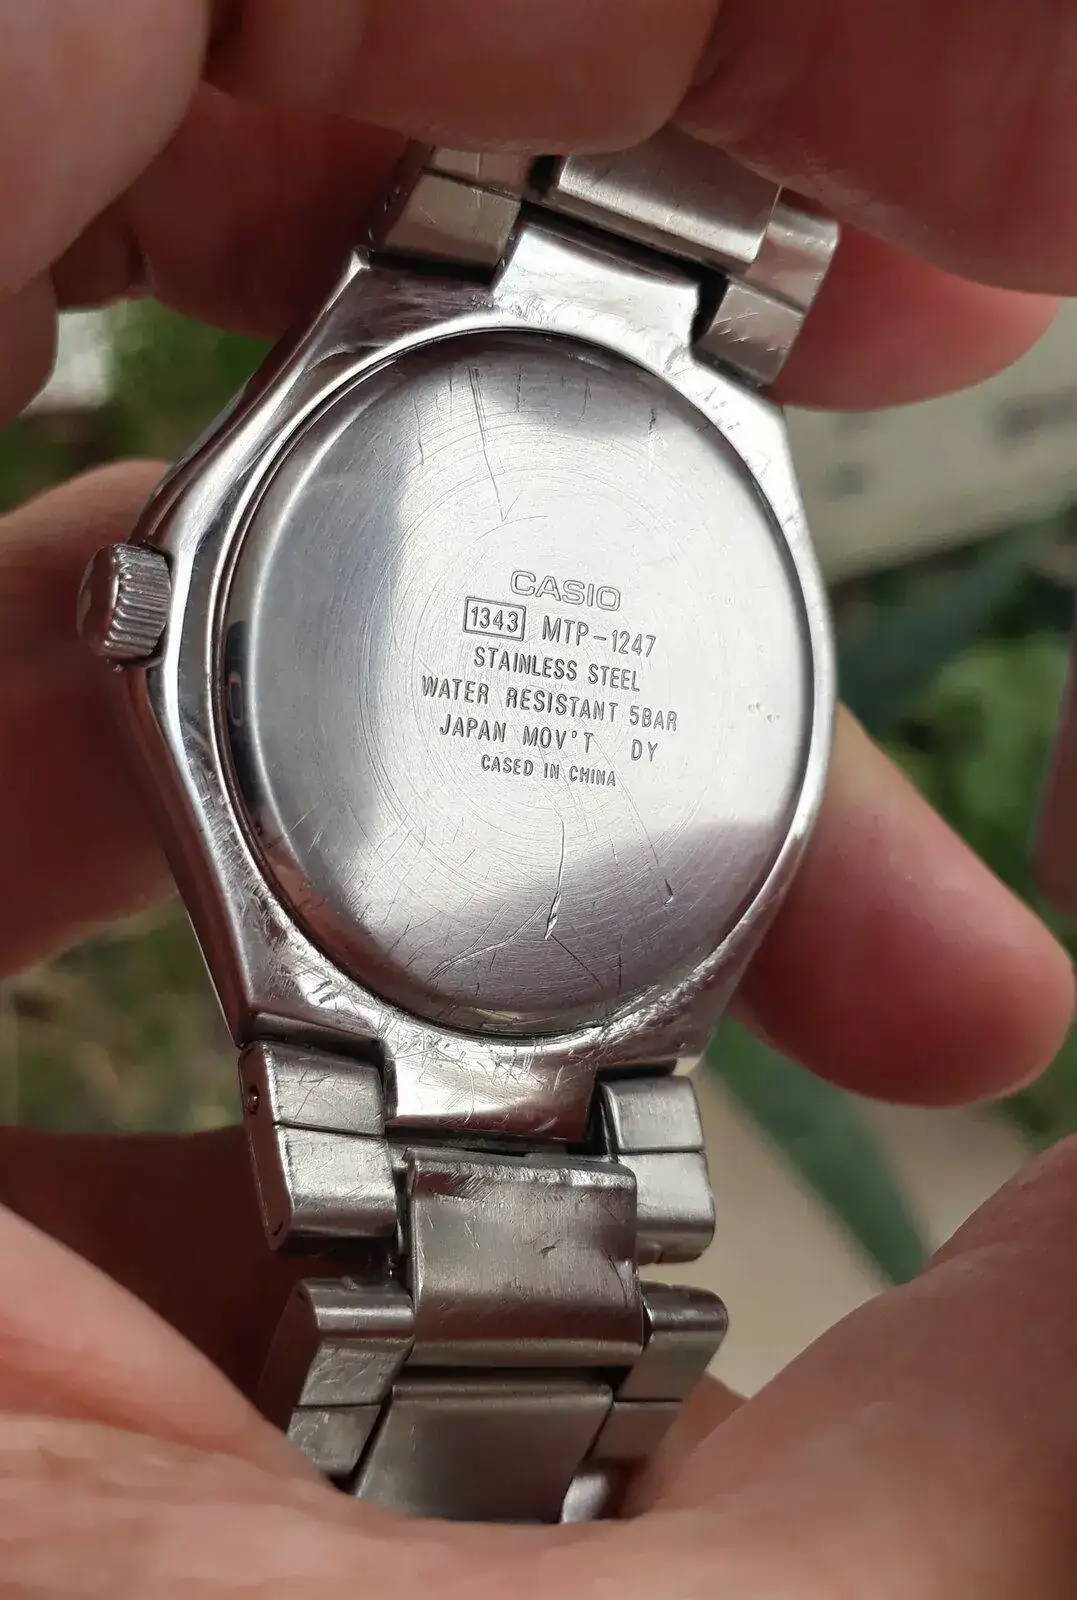 CASIO
1343 MTP-1247
STAINLESS STEEL
WATER RESISTANT 5BAR
JAPAN MOV'T DY
CASED IN CHINA